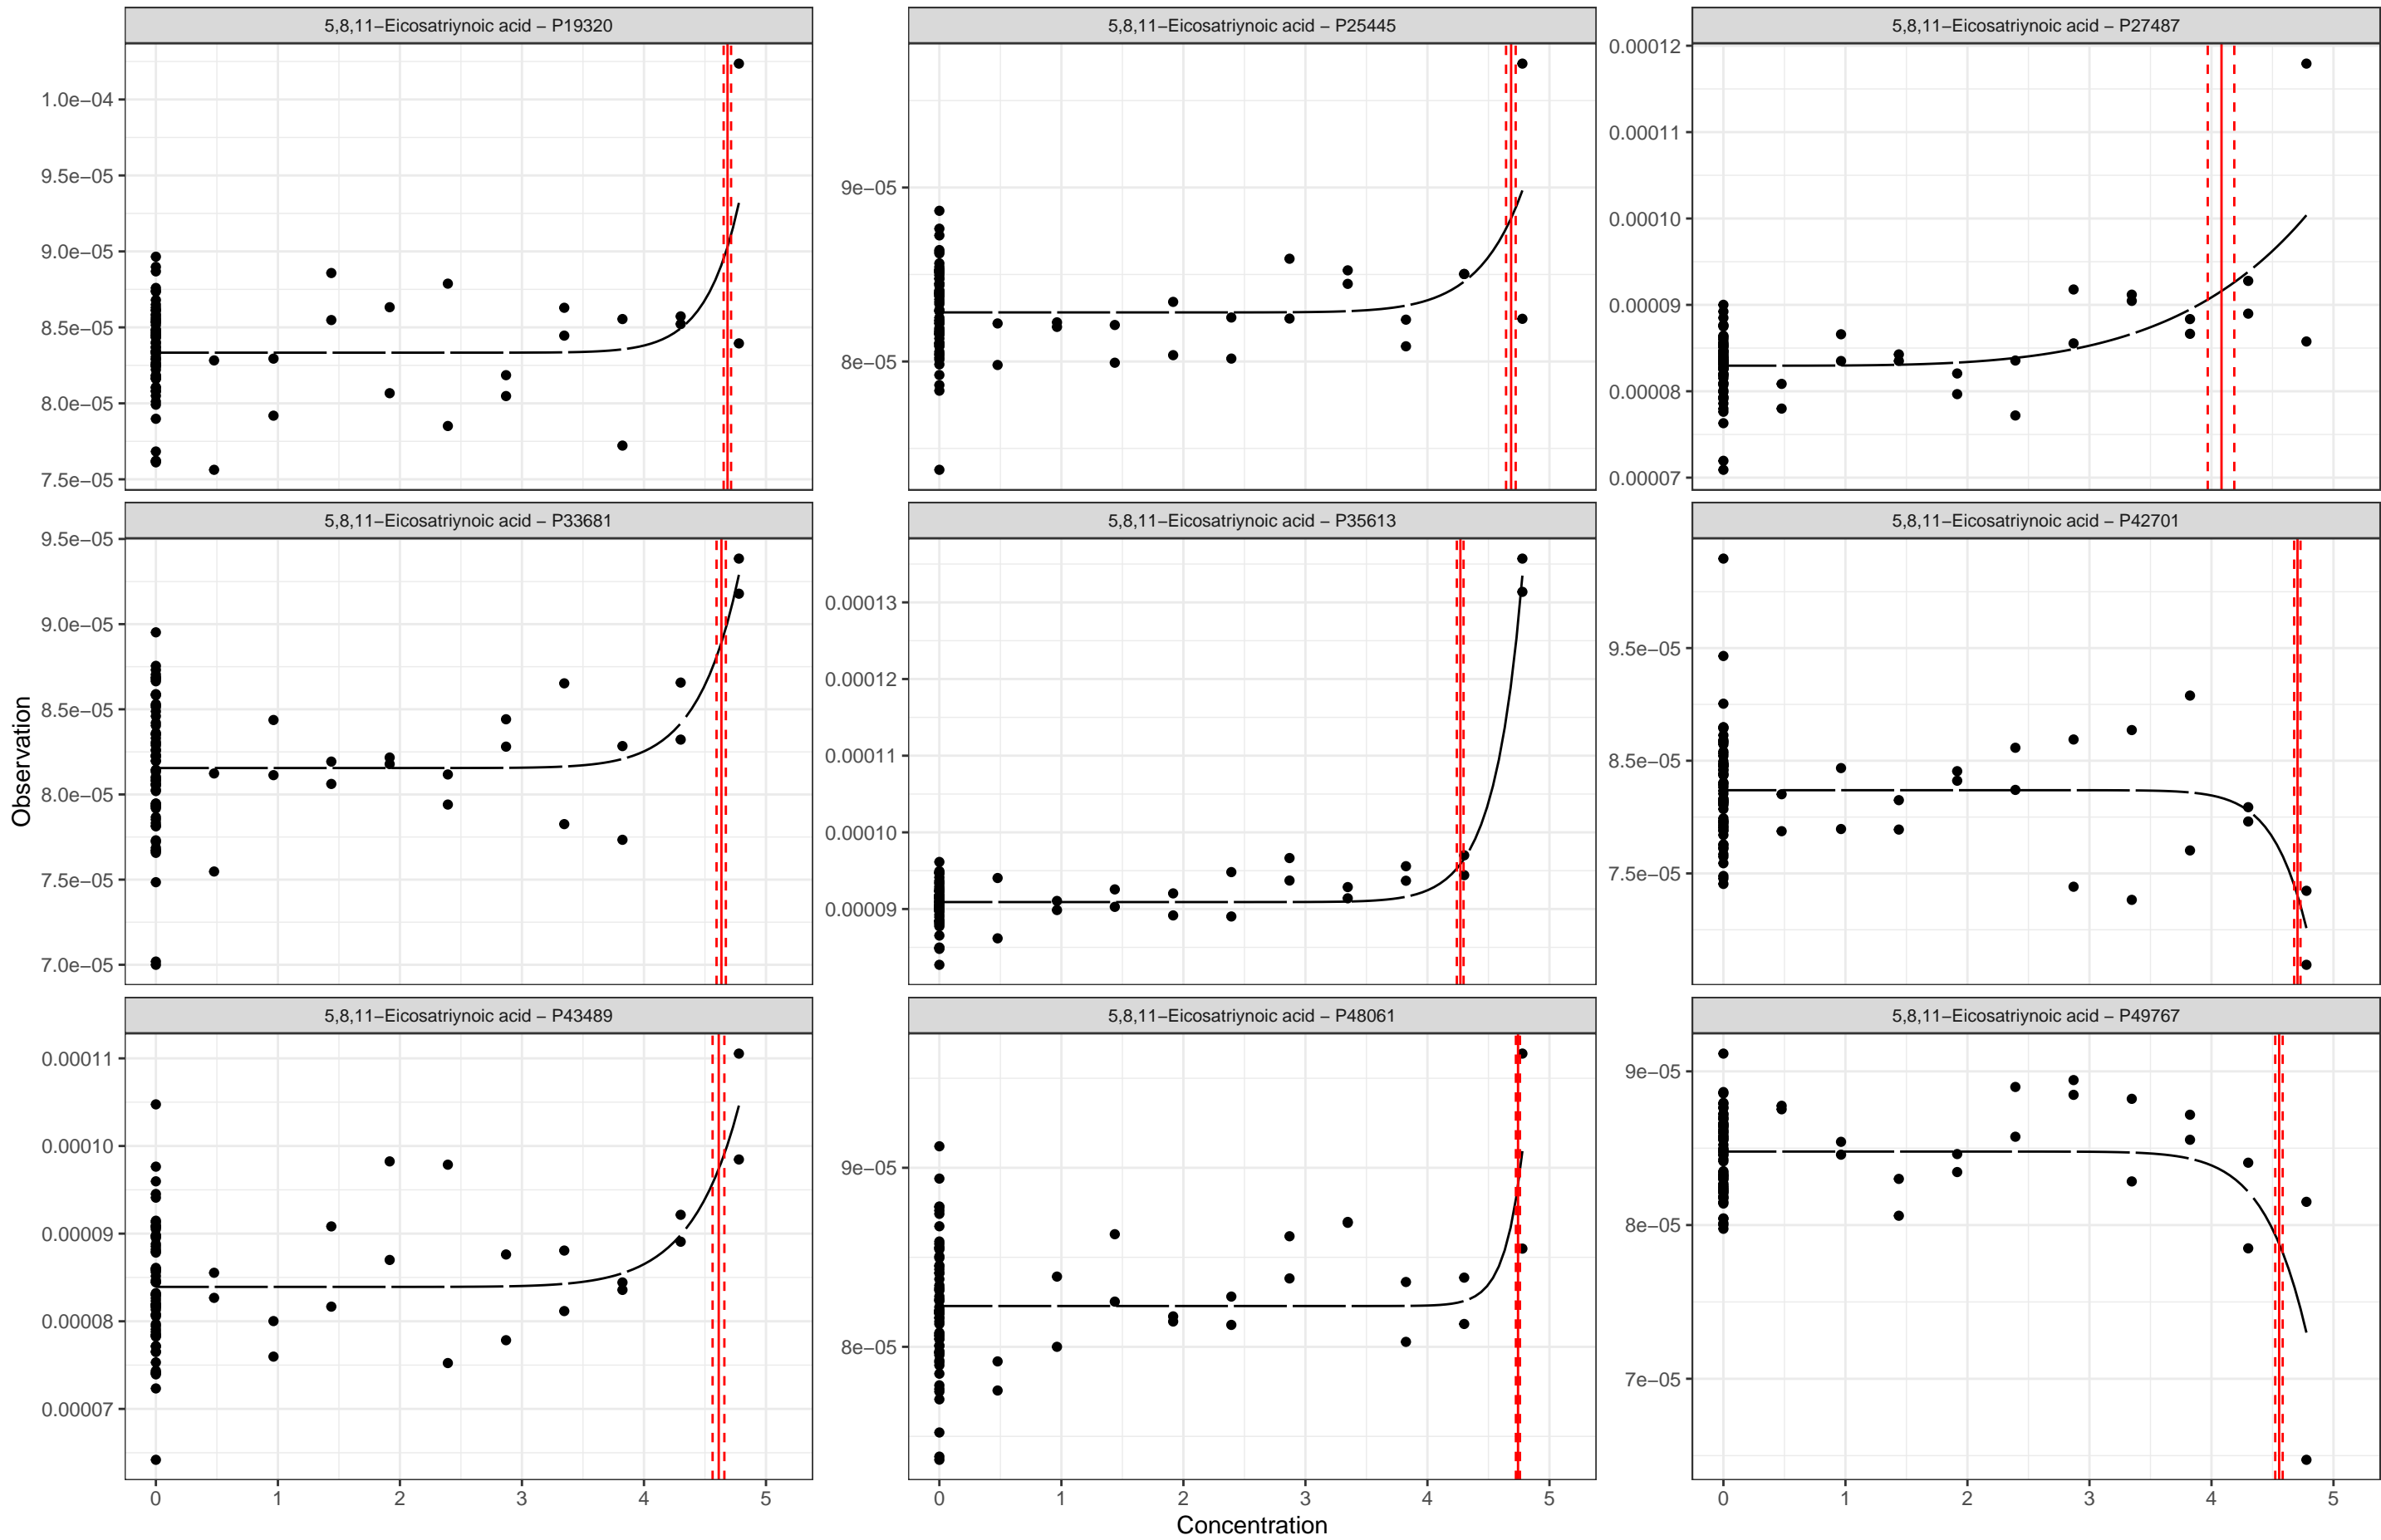 5,8,11−Eicosatriynoic acid − P19320
5,8,11−Eicosatriynoic acid − P25445
5,8,11−Eicosatriynoic acid − P27487
1.0e−04
9.5e−05
9.0e−05
8.5e−05
8.0e−05
7.5e−05
9e−05
8e−05
0.00012
0.00011
0.00010
0.00009
0.00008
0.00007
5,8,11−Eicosatriynoic acid − P33681
5,8,11−Eicosatriynoic acid − P35613
5,8,11−Eicosatriynoic acid − P42701
9.5e−05
9.0e−05
8.5e−05
8.0e−05
7.5e−05
7.0e−05
0.00013
0.00012
0.00011
0.00010
0.00009
9.5e−05
8.5e−05
7.5e−05
5,8,11−Eicosatriynoic acid − P43489
5,8,11−Eicosatriynoic acid − P48061
5,8,11−Eicosatriynoic acid − P49767
0.00011
0.00010
0.00009
0.00008
0.00007
9e−05
8e−05
9e−05
8e−05
7e−05
0 1 2 3 4 5
0 1 2 3 4 5
0 1 2 3 4 5
Observation
Concentration